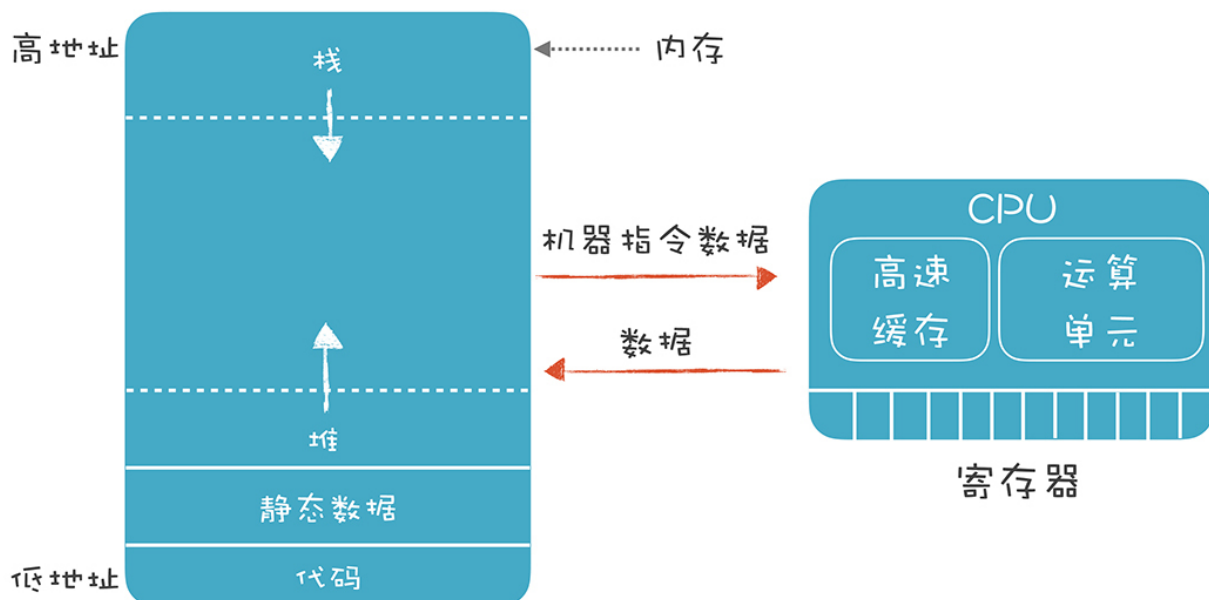 高地址
栈
内存
CPU
机器指令数据
高速
缓存
运算
单元
数据
堆
寄存器
静态数据
低地址
代码